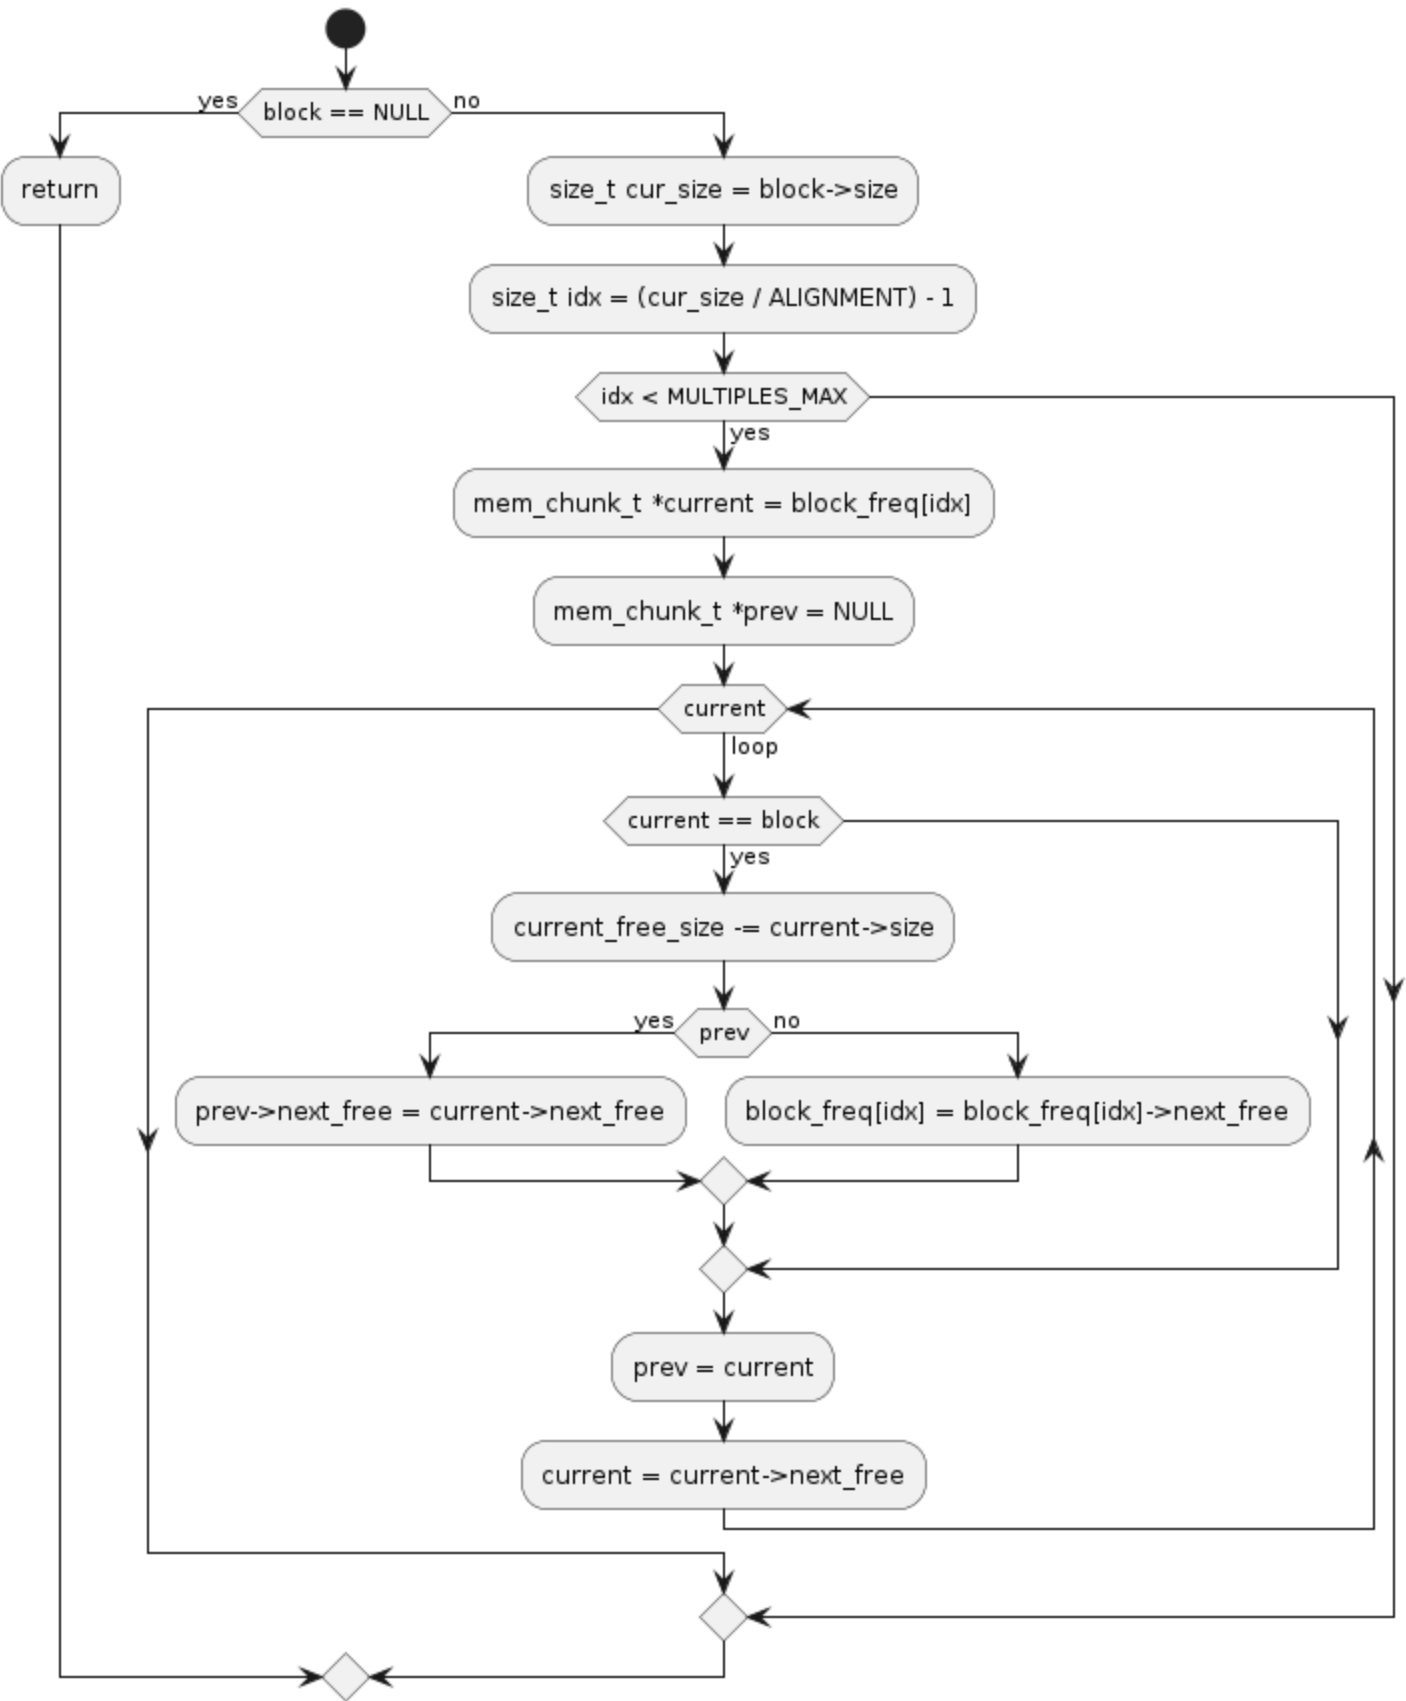 yes
block == NULL
no
return
size_t cur_size = block->size
size_t idx = (cur_size / ALIGNMENT) - 1
idx < MULTIPLES_MAX
yes
mem_chunk_t *current = block_freq[idx]
mem_chunk_t *prev = NULL
current
loop
current == block
yes
current_free_size -= current->size
yes
prev
no
prev->next_free = current->next_free
block_freq[idx] = block_freq[idx]->next_free
prev = current
current = current->next_free